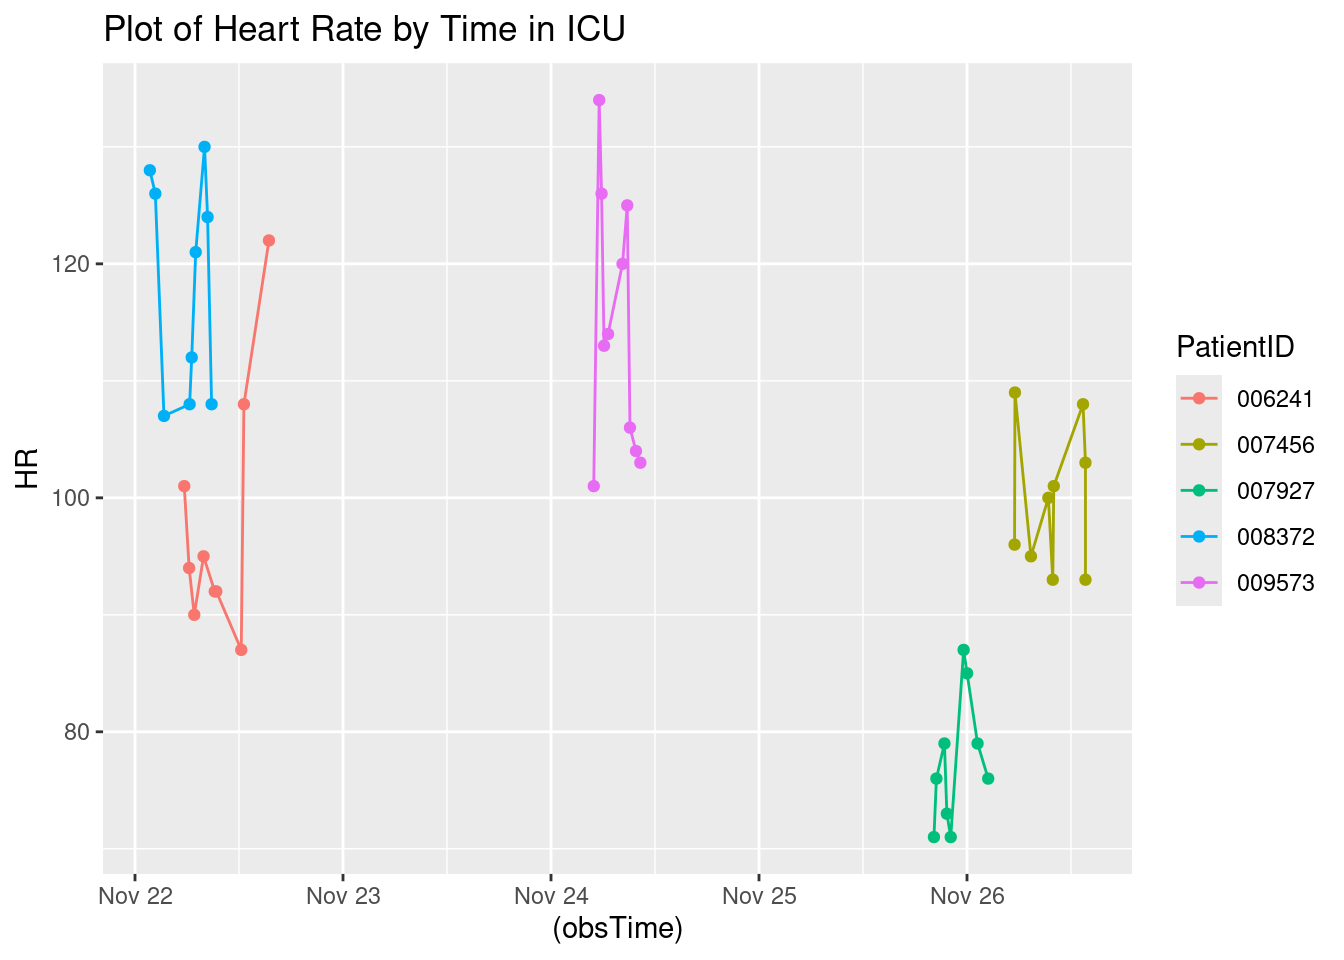 Plot of Heart Rate by Time in ICU
HR
120
100
80
Nov 22
Nov 23
Nov 24
Nov 25
Nov 26
(obsTime)
PatientID
006241
007456
007927
008372
009573